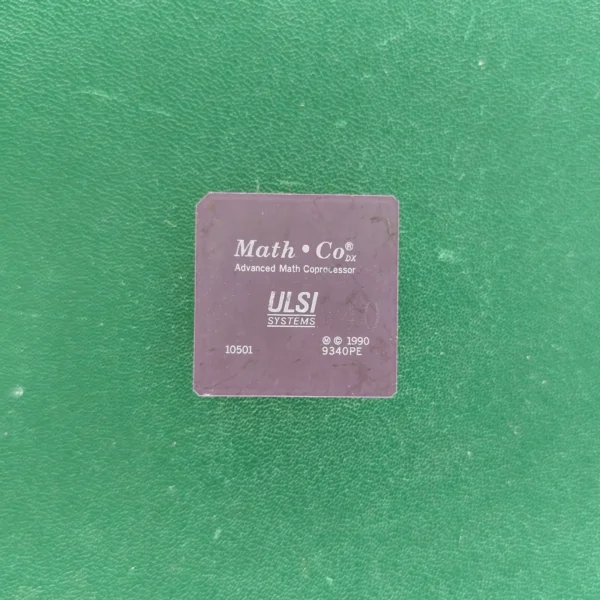 Math • Co® DX
Advanced Math Coprocessor
ULSI
SYSTEMS
Ⓜ © 1990
10501 9340PE